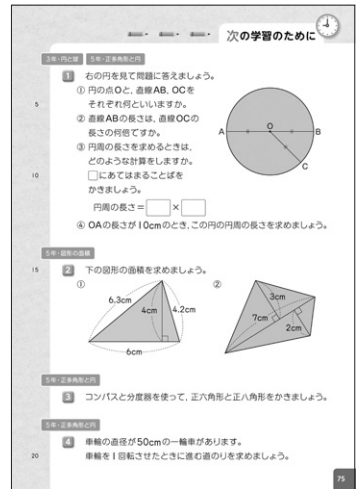 次の学習のために
3年・円と球 5年・正多角形と円
1 右の円を見て問題に答えましょう。
① 円の点Oと、直線AB、OCを
5
それぞれ何といいますか。
② 直線ABの長さは、直線OCの
長さの何倍ですか。
③ 円周の長さを求めるときは、
どのような計算をしますか。
10
□にあてはまることばを
かきましょう。
円周の長さ=□×□
④ OAの長さが10cmのとき、この円の円周の長さを求めましょう。
A
O
B
C
5年・図形の面積
15
2 下の図形の面積を求めましょう。
①
6.3cm
4cm
4.2cm
6cm
②
3cm
7cm
2cm
5年・正多角形と円
3 コンパスと分度器を使って、正六角形と正八角形をかきましょう。
5年・正多角形と円
4 車輪の直径が50cmの一輪車があります。
20
車輪を1回転させたときに進む道のりを求めましょう。
75